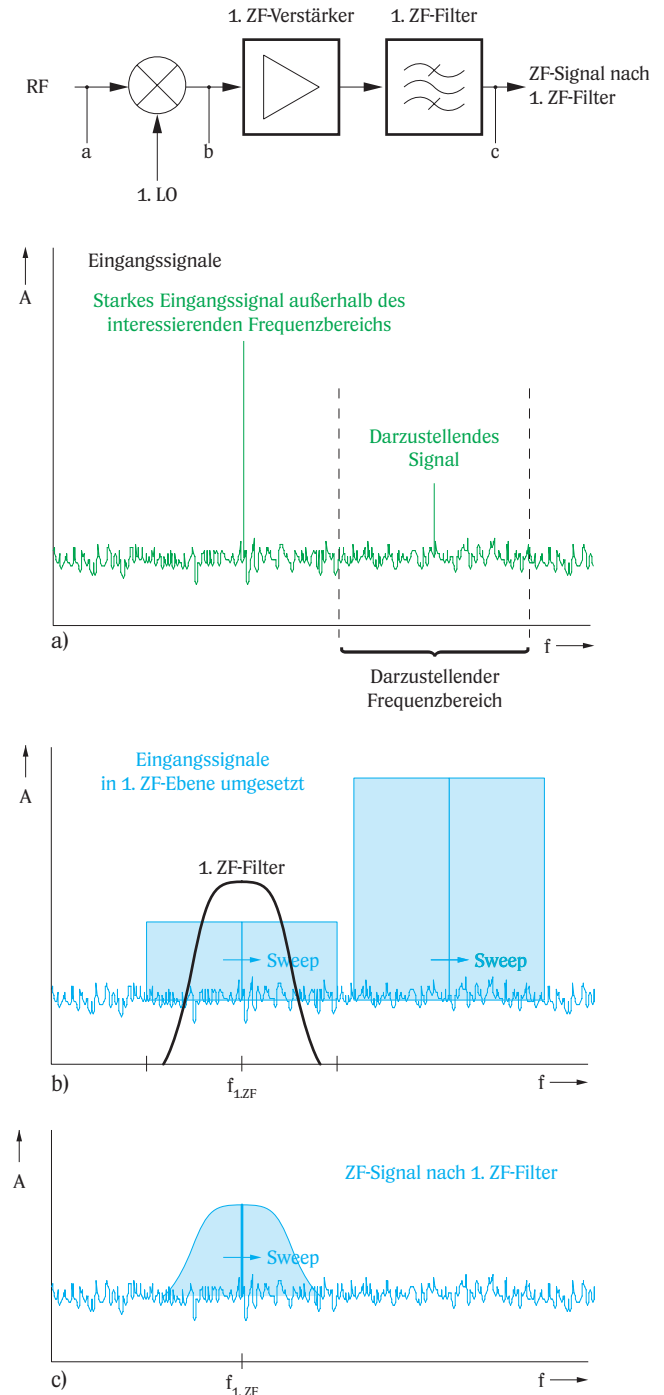 1. ZF-Verstärker
1. ZF-Filter
RF
ZF-Signal nach
1. ZF-Filter
a
b
c
1. LO
A
Eingangssignale
Starkes Eingangssignal außerhalb des
interessierenden Frequenzbereichs
Darzustellendes
Signal
a)
f
Darzustellender
Frequenzbereich
A
Eingangssignale
in 1. ZF-Ebene umgesetzt
1. ZF-Filter
Sweep
Sweep
b)
f1.ZF
f
A
ZF-Signal nach 1. ZF-Filter
Sweep
c)
f1. ZF
f